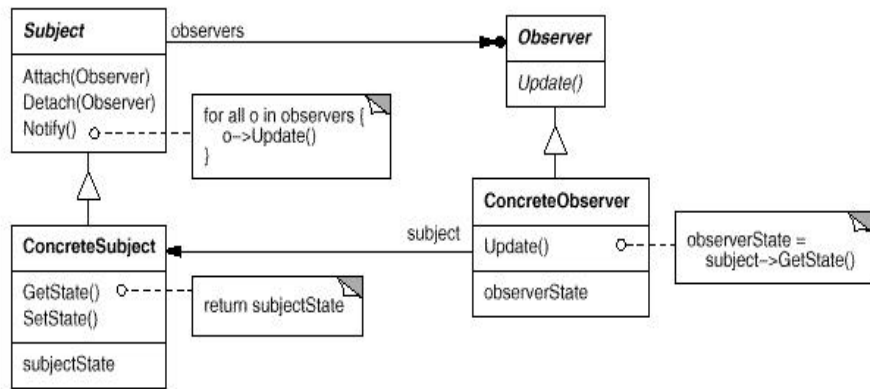 Subject
observers
Observer
Attach(Observer)
Detach(Observer)
Notify()
for all o in observers {
o->Update()
}
Update()
ConcreteSubject
GetState()
SetState()
subjectState
return subjectState
subject
ConcreteObserver
Update()
observerState
observerState =
subject->GetState()